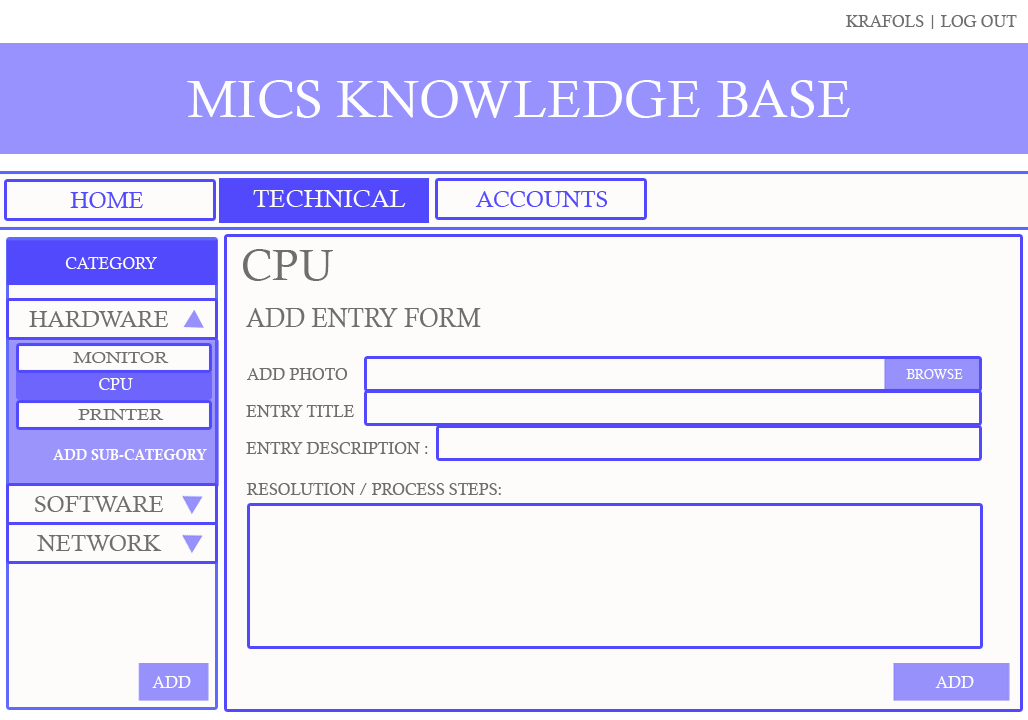 KRAFOLS | LOG OUT
MICS KNOWLEDGE BASE
HOME
TECHNICAL
ACCOUNTS
CATEGORY
HARDWARE
MONITOR
CPU
PRINTER
ADD SUB-CATEGORY
SOFTWARE
NETWORK
ADD
CPU
ADD ENTRY FORM
ADD PHOTO
BROWSE
ENTRY TITLE
ENTRY DESCRIPTION :
RESOLUTION / PROCESS STEPS:
ADD